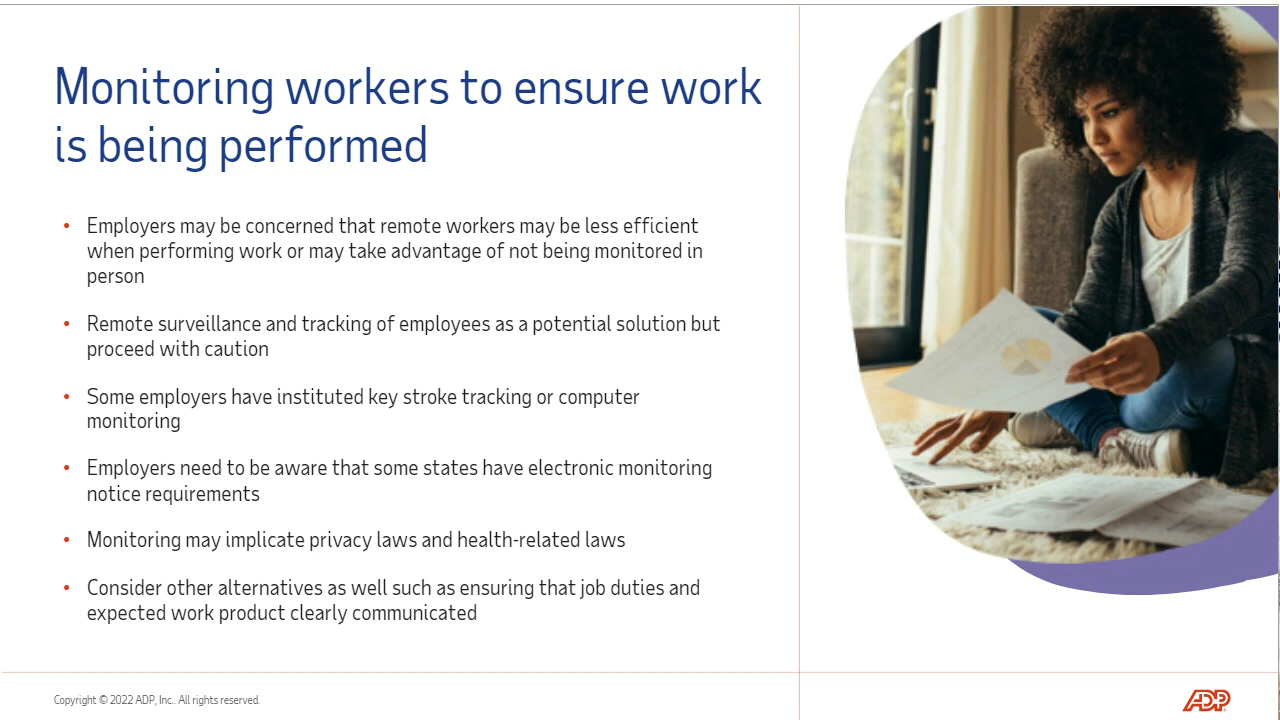 Monitoring workers to ensure work
is being performed
• Employers may be concerned that remote workers may be less efficient
when performing work or may take advantage of not being monitored in
person
• Remote surveillance and tracking of employees as a potential solution but
proceed with caution
• Some employers have instituted key stroke tracking or computer
monitoring
• Employers need to be aware that some states have electronic monitoring
notice requirements
• Monitoring may implicate privacy laws and health-related laws
• Consider other alternatives as well such as ensuring that job duties and
expected work product clearly communicated
Copyright © 2022 ADP, Inc.. All rights reserved.
ADP